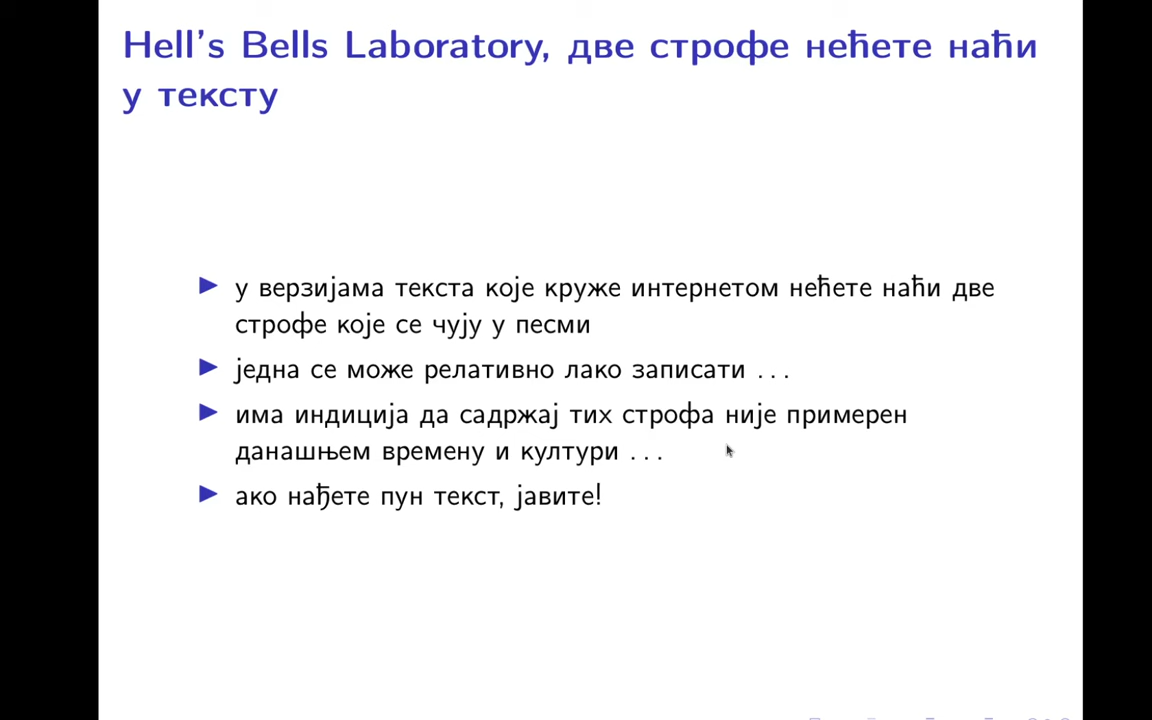 Hell's Bells Laboratory, две строфе нећете наћи
у тексту
у верзијама текста које круже интернетом нећете наћи две
строфе које се чују у песми
једна се може релативно лако записати ...
има индиција да садржај тих строфа није примерен
данашњем времену и култури ...
ако нађете пун текст, јавите!